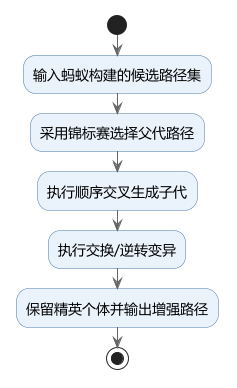 输入蚂蚁构建的候选路径集
采用锦标赛选择父代路径
执行顺序交叉生成子代
执行交换/逆转变异
保留精英个体并输出增强路径